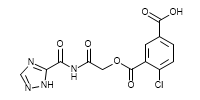 O OH
N O O
N N H O
N H O Cl